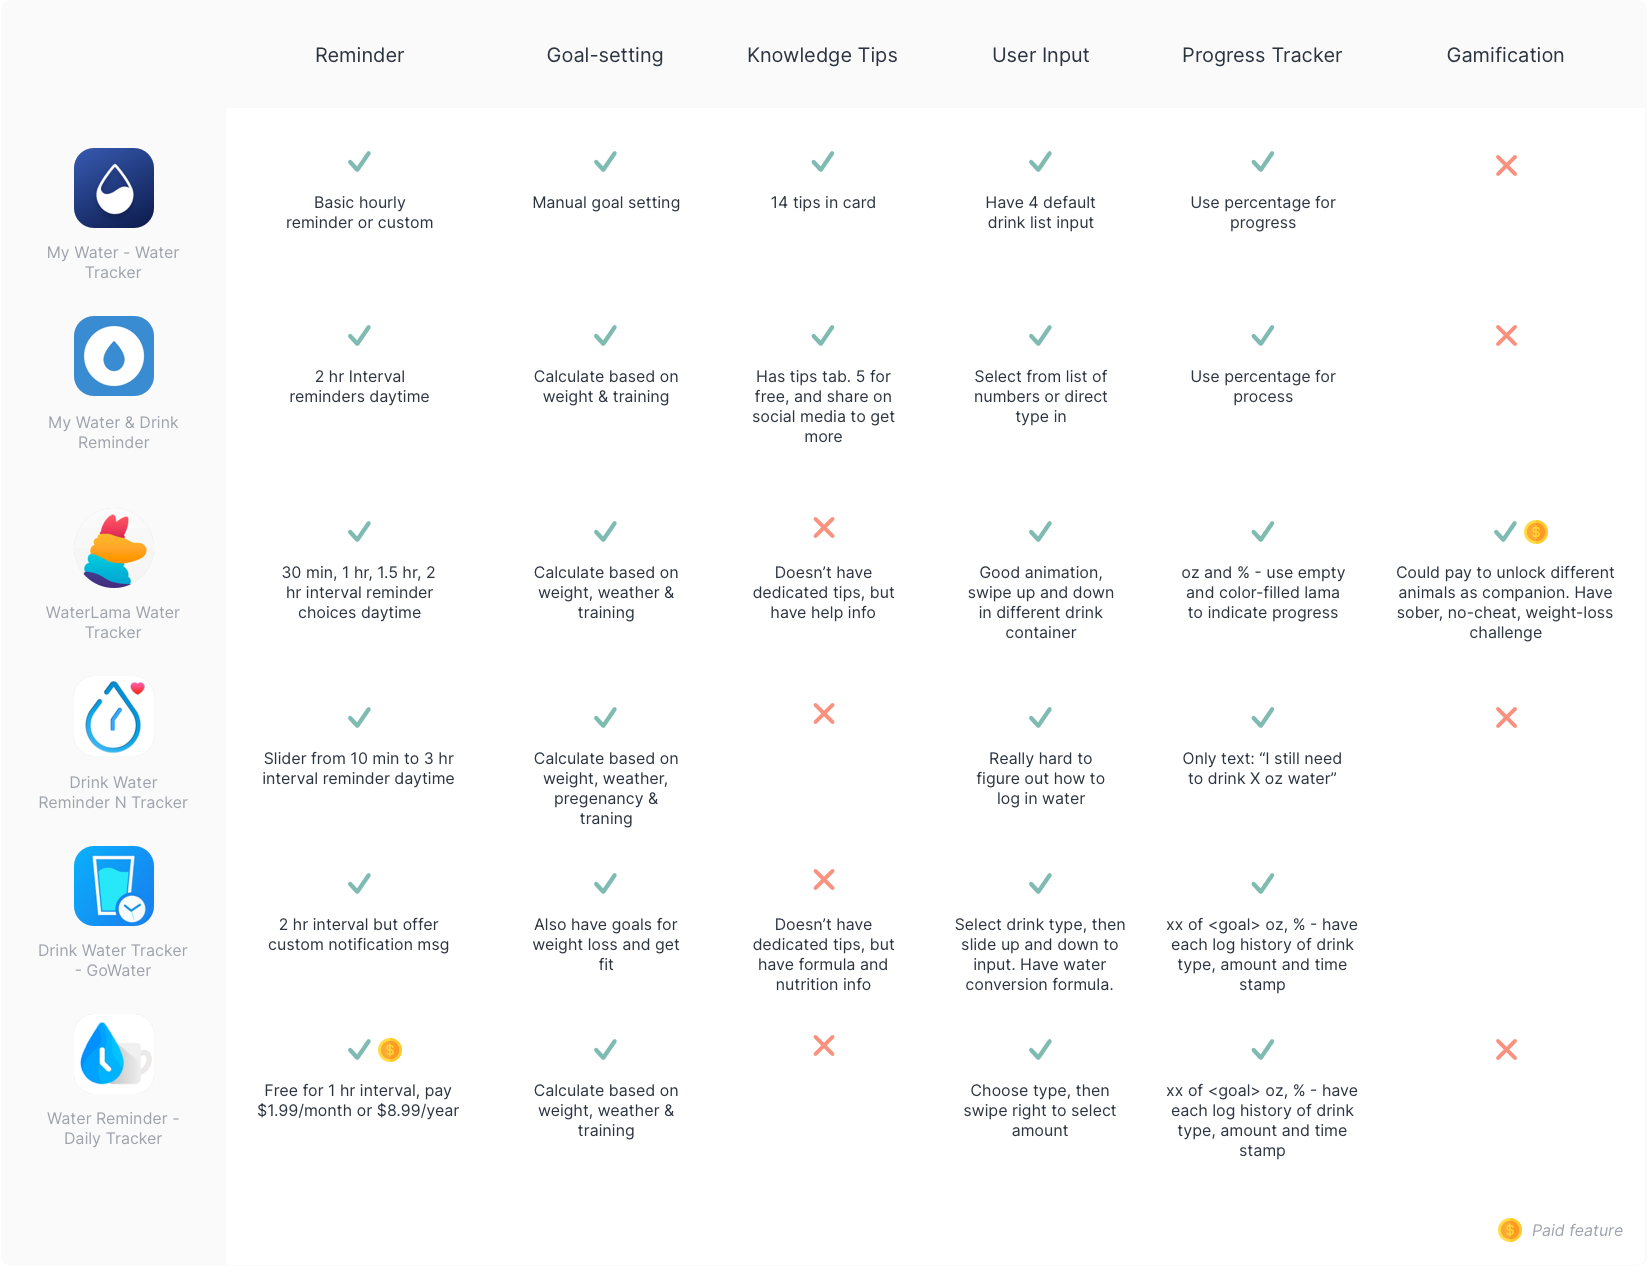 Reminder
Goal-setting
Knowledge Tips
User Input
Progress Tracker
Gamification
My Water - Water
Tracker
Basic hourly
reminder or custom
Manual goal setting
14 tips in card
Have 4 default
drink list input
Use percentage for
progress
My Water & Drink
Reminder
2 hr Interval
reminders daytime
Calculate based on
weight & training
Has tips tab. 5 for
free, and share on
social media to get
more
Select from list of
numbers or direct
type in
Use percentage for
process
WaterLama Water
Tracker
30 min, 1 hr, 1.5 hr, 2
hr interval reminder
choices daytime
Calculate based on
weight, weather &
training
Doesn’t have
dedicated tips, but
have help info
Good animation,
swipe up and down
in different drink
container
oz and % - use empty
and color-filled lama
to indicate progress
$
Could pay to unlock different
animals as companion. Have
sober, no-cheat, weight-loss
challenge
Drink Water
Reminder N Tracker
Slider from 10 min to 3 hr
interval reminder daytime
Calculate based on
weight, weather,
pregenancy &
traning
Really hard to
figure out how to
log in water
Only text: “I still need
to drink X oz water”
Drink Water Tracker
- GoWater
2 hr interval but offer
custom notification msg
Also have goals for
weight loss and get
fit
Doesn’t have
dedicated tips, but
have formula and
nutrition info
Select drink type, then
slide up and down to
input. Have water
conversion formula.
xx of <goal> oz, % - have
each log history of drink
type, amount and time
stamp
Water Reminder -
Daily Tracker
$
Free for 1 hr interval, pay
$1.99/month or $8.99/year
Calculate based on
weight, weather &
training
Choose type, then
swipe right to select
amount
xx of <goal> oz, % - have
each log history of drink
type, amount and time
stamp
$ Paid feature